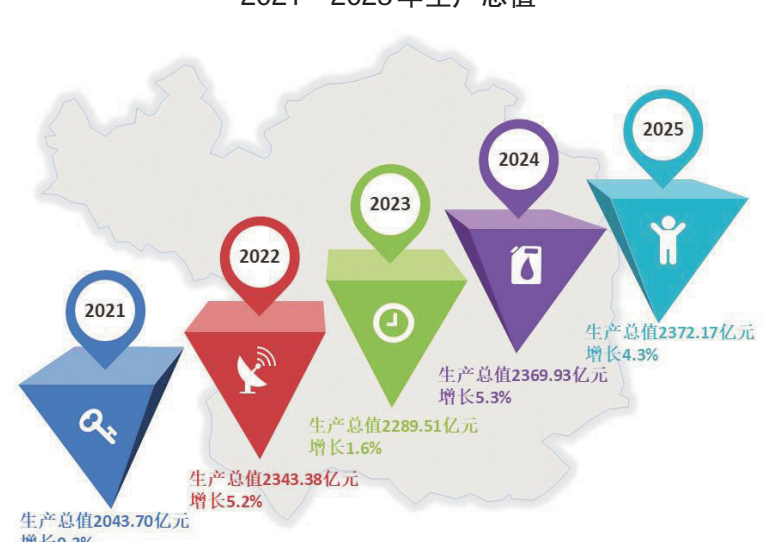 2021
2022
2023
2024
2025
生产总值2043.70亿元
生产总值2343.38亿元
增长5.2%
生产总值2289.51亿元
增长1.6%
生产总值2369.93亿元
增长5.3%
生产总值2372.17亿元
增长4.3%